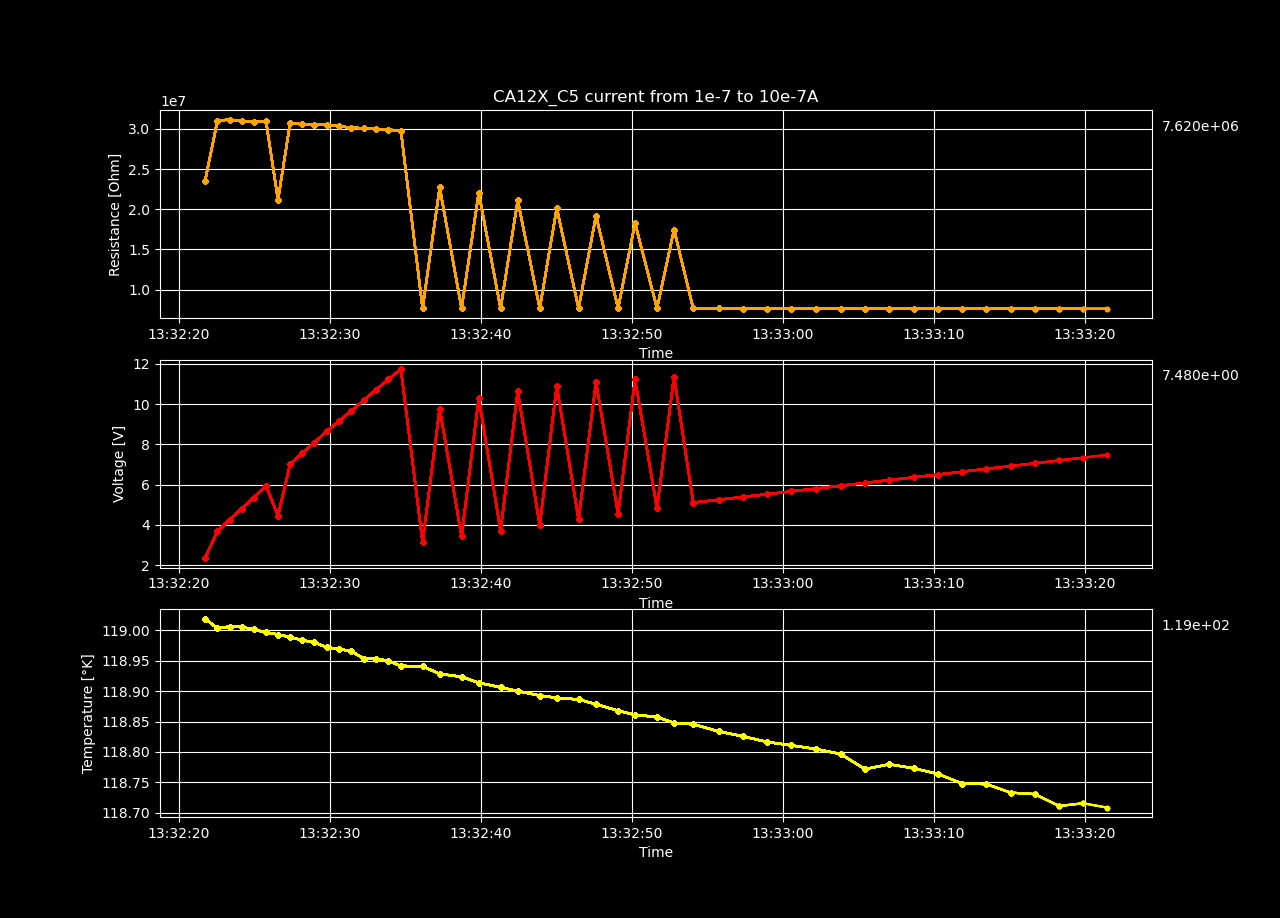 CA12X_C5 current from 1e-7 to 10e-7A
1e7
7.620e+06
Resistance [Ohm]
3.0
2.5
2.0
1.5
1.0
13:32:20 13:32:30 13:32:40 13:32:50 13:33:00 13:33:10 13:33:20
Time
7.480e+00
Voltage [V]
12
10
8
6
4
2
13:32:20 13:32:30 13:32:40 13:32:50 13:33:00 13:33:10 13:33:20
Time
1.19e+02
Temperature [°K]
119.00
118.95
118.90
118.85
118.80
118.75
118.70
13:32:20 13:32:30 13:32:40 13:32:50 13:33:00 13:33:10 13:33:20
Time